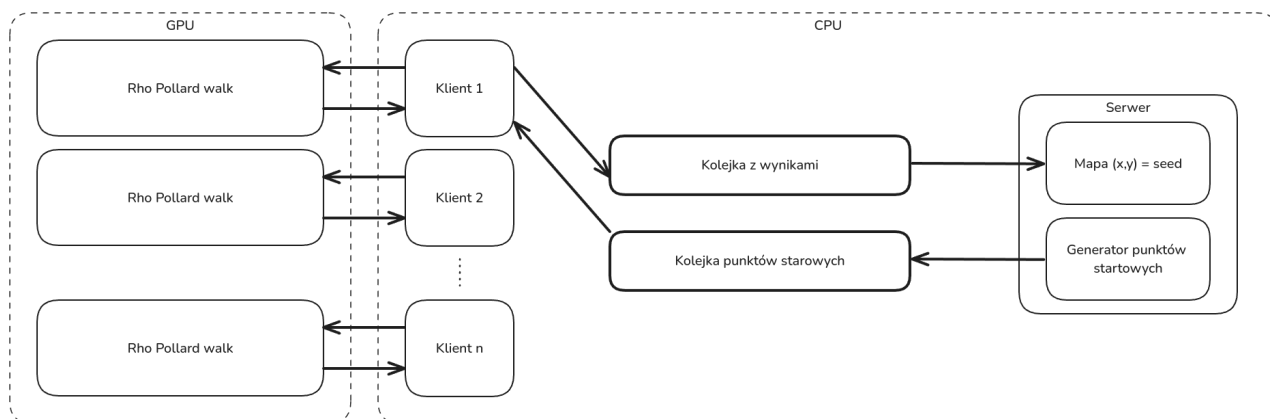 GPU
CPU
Rho Pollard walk
Klient 1
Serwer
Kolejka z wynikami
Mapa (x,y) = seed
Rho Pollard walk
Klient 2
Kolejka punktów starowych
Generator punktów
startowych
Rho Pollard walk
Klient n